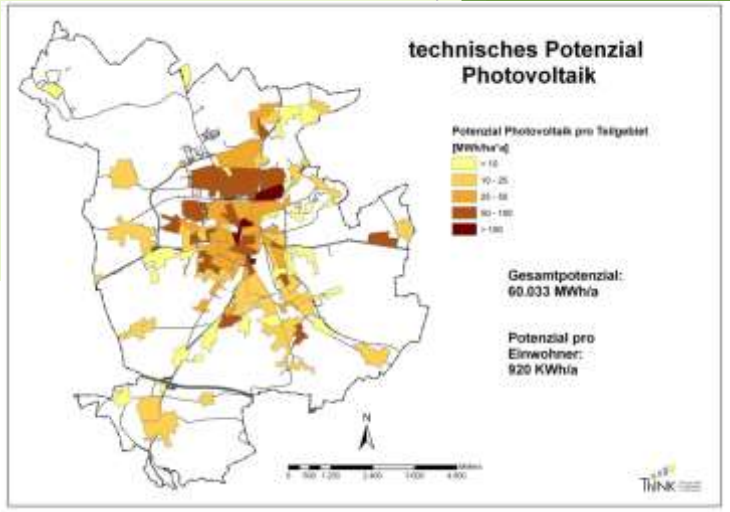 technisches Potenzial
Photovoltaik
Potenzial Photovoltaik pro Teilgebiet
[MWh/ha*a]
< 10
10 - 25
25 - 50
50 - 100
> 100
Gesamtpotenzial:
60.033 MWh/a
Potenzial pro
Einwohner:
920 KWh/a
N
Meters
0
ThINK